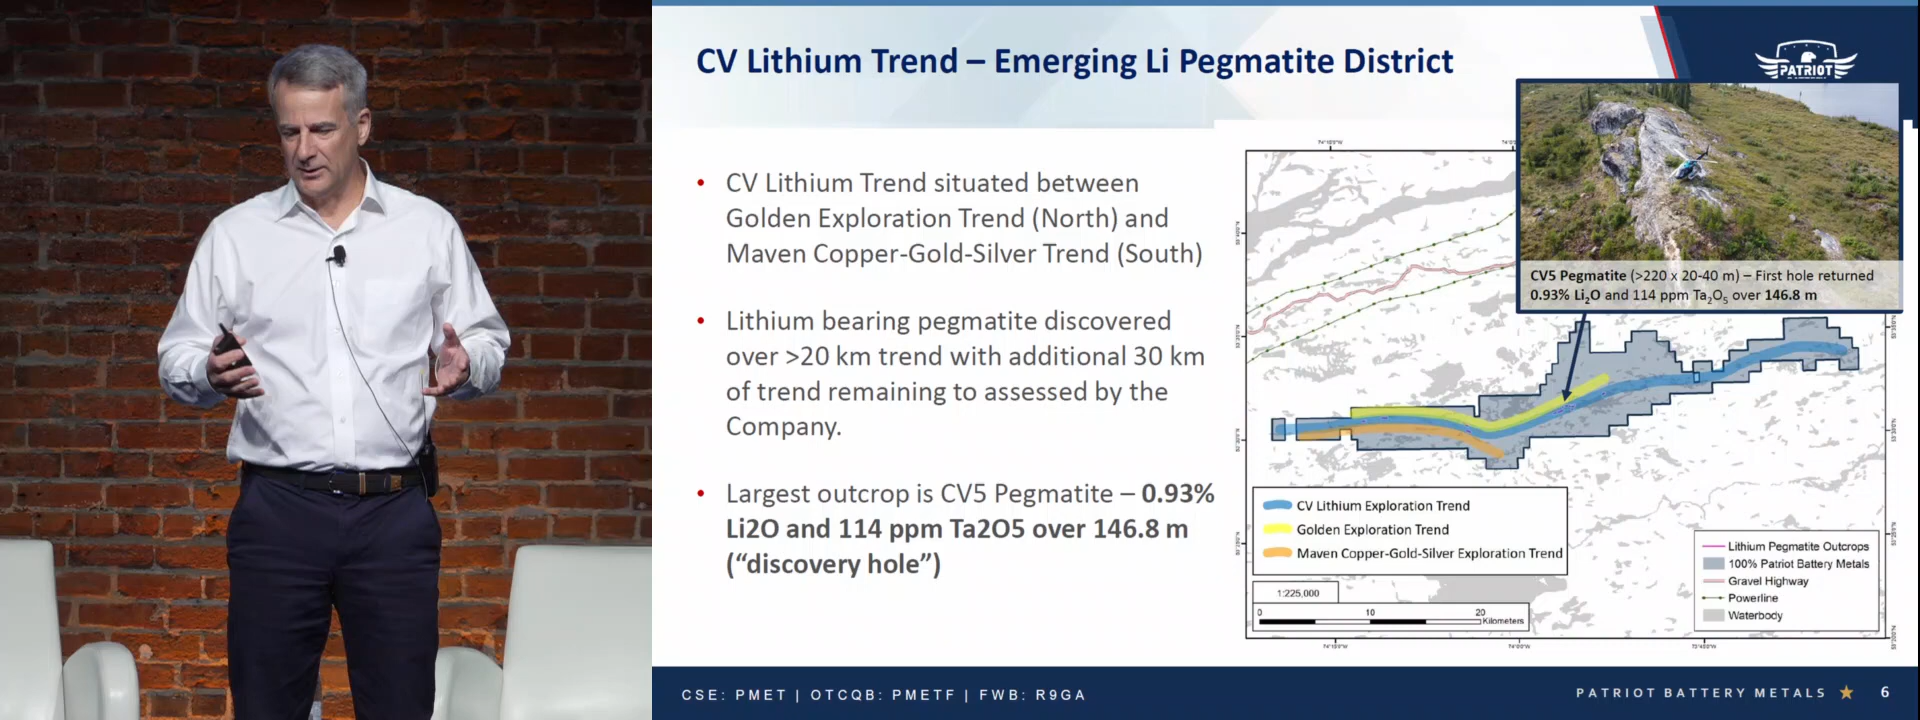 CV Lithium Trend – Emerging Li Pegmatite District
PATRIOT
• CV Lithium Trend situated between
Golden Exploration Trend (North) and
Maven Copper-Gold-Silver Trend (South)
• Lithium bearing pegmatite discovered
over >20 km trend with additional 30 km
of trend remaining to assessed by the
Company.
• Largest outcrop is CV5 Pegmatite – 0.93%
Li2O and 114 ppm Ta2O5 over 146.8 m
(“discovery hole”)
CV5 Pegmatite (>220 x 20-40 m) – First hole returned
0.93% Li₂O and 114 ppm Ta₂O₅ over 146.8 m
CV Lithium Exploration Trend
Golden Exploration Trend
Maven Copper-Gold-Silver Exploration Trend
1:225,000
0 10 20
Kilometers
Lithium Pegmatite Outcrops
100% Patriot Battery Metals
Gravel Highway
Powerline
Waterbody
CSE: PMET | OTCQB: PMETF | FWB: R9GA
PATRIOT BATTERY METALS 6